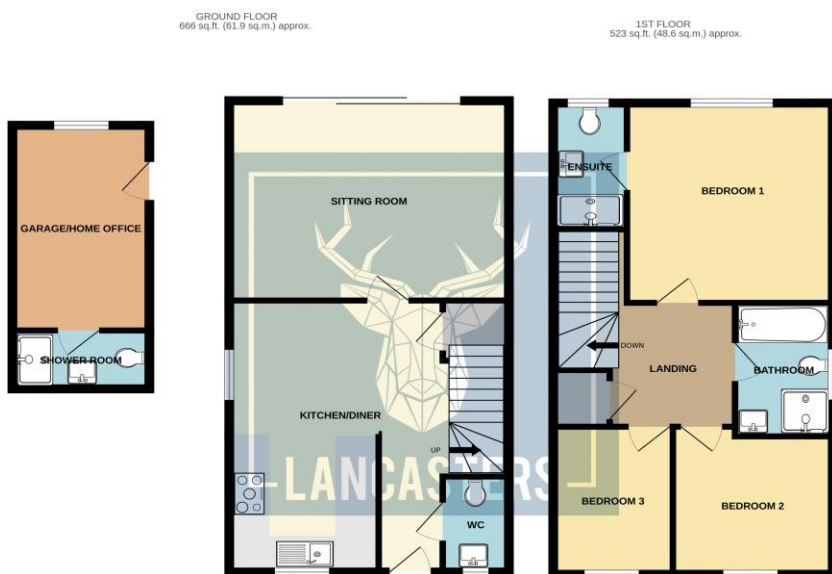 GROUND FLOOR
666 sq.ft. (61.9 sq.m.) approx.
1ST FLOOR
523 sq.ft. (48.6 sq.m.) approx.
GARAGE/HOME OFFICE
SHOWER ROOM
SITTING ROOM
KITCHEN/DINER
UP
WC
LANCASTERS
ENSUITE
BEDROOM 1
DOWN
LANDING
BATHROOM
BEDROOM 3
BEDROOM 2